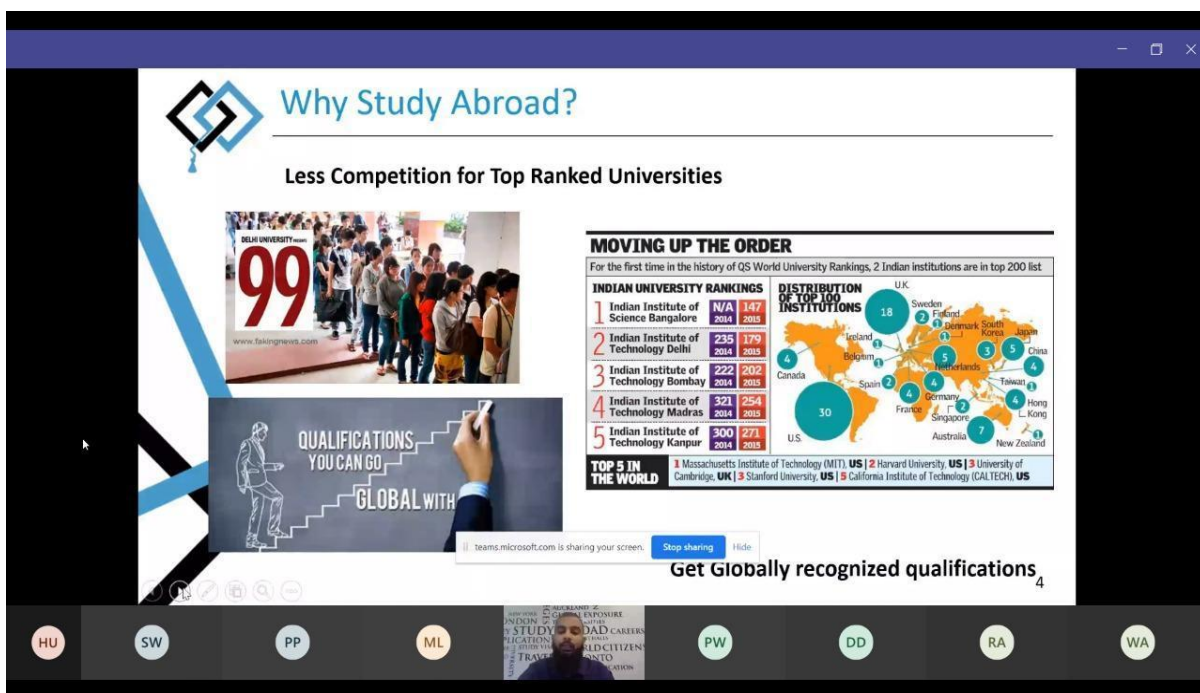 Why Study Abroad?
Less Competition for Top Ranked Universities
DELHI UNIVERSITY PRESENTS
99
www.fakingnews.com
QUALIFICATIONS
YOU CAN GO
GLOBAL WITH
MOVING UP THE ORDER
For the first time in the history of QS World University Rankings, 2 Indian institutions are in top 200 list
INDIAN UNIVERSITY RANKINGS
1 Indian Institute of Science Bangalore N/A 2014 147 2015
2 Indian Institute of Technology Delhi 235 2014 179 2015
3 Indian Institute of Technology Bombay 222 2014 202 2015
4 Indian Institute of Technology Madras 321 2014 254 2015
5 Indian Institute of Technology Kanpur 300 2014 271 2015
DISTRIBUTION
OF TOP 100
INSTITUTIONS
U.K.
18
Sweden
2
Finland
1
Denmark
1
South
Korea
3
Japan
5
China
4
Ireland
1
Belgium
1
Netherlands
5
Canada
4
Spain
2
France
4
Germany
4
Taiwan
1
Singapore
2
Hong
Kong
4
U.S.
30
Australia
7
New Zealand
1
TOP 5 IN
THE WORLD
1 Massachusetts Institute of Technology (MIT), US | 2 Harvard University, US | 3 University of
Cambridge, UK | 3 Stanford University, US | 5 California Institute of Technology (CALTECH), US
teams.microsoft.com is sharing your screen. Stop sharing Hide
Get Globally recognized qualifications
4
HU SW PP ML PW DD RA WA
AUCKLAND
EXPOSURE
STUDY
CAREERS